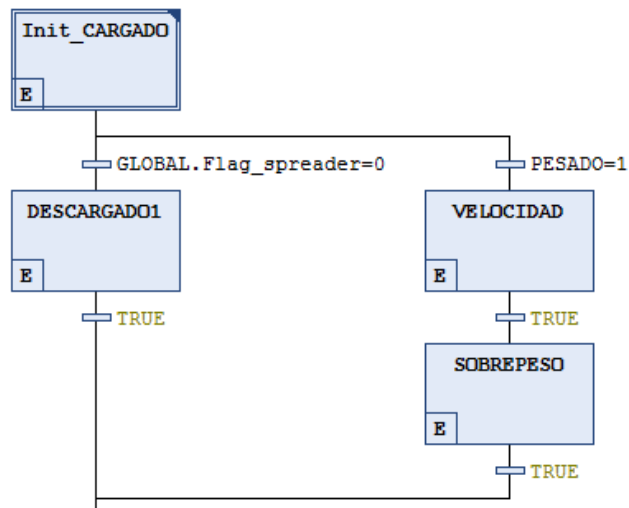 Init_CARGADO
E
GLOBAL.Flag_spreader=0
PESADO=1
DESCARGADO1
E
VELOCIDAD
E
TRUE
TRUE
SOBREPESO
E
TRUE